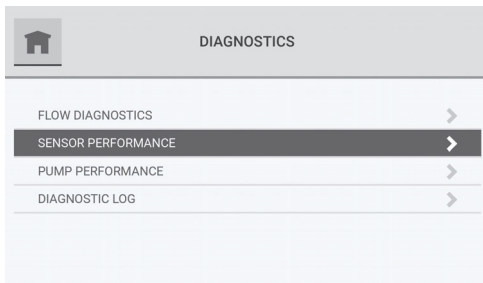 DIAGNOSTICS
FLOW DIAGNOSTICS
SENSOR PERFORMANCE
PUMP PERFORMANCE
DIAGNOSTIC LOG